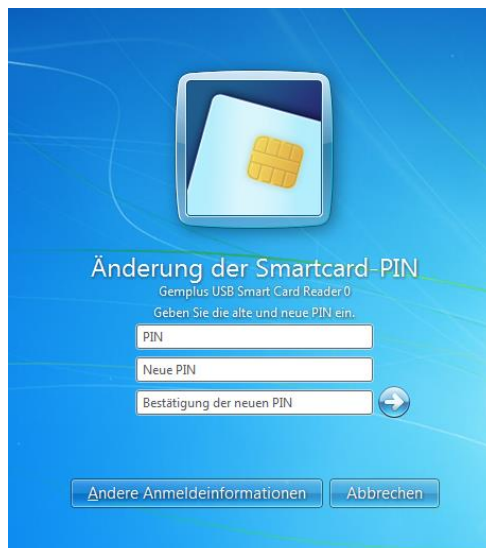 Änderung der Smartcard-PIN
Gemplus USB Smart Card Reader 0
Geben Sie die alte und neue PIN ein.
PIN
Neue PIN
Bestätigung der neuen PIN
Andere Anmeldeinformationen Abbrechen